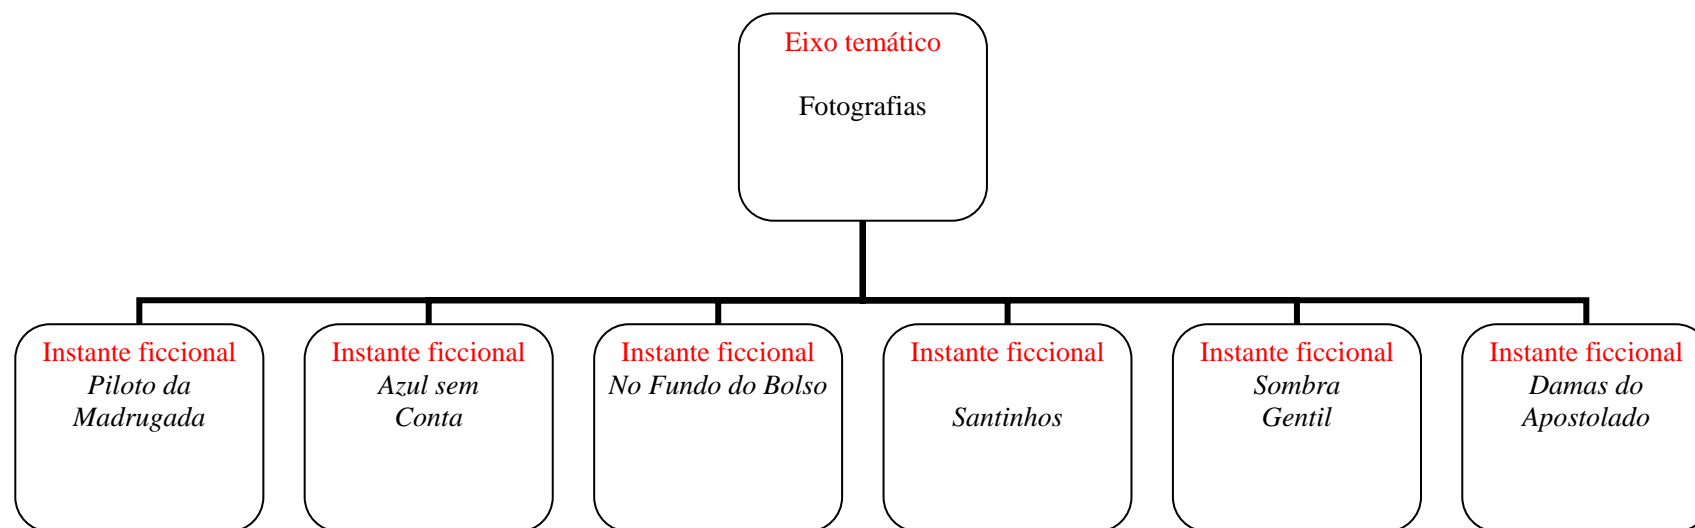 Eixo temático
Fotografias
Instante ficcional
Piloto da
Madrugada
Instante ficcional
Azul sem
Conta
Instante ficcional
No Fundo do Bolso
Instante ficcional
Santinhos
Instante ficcional
Sombra
Gentil
Instante ficcional
Damas do
Apostolado